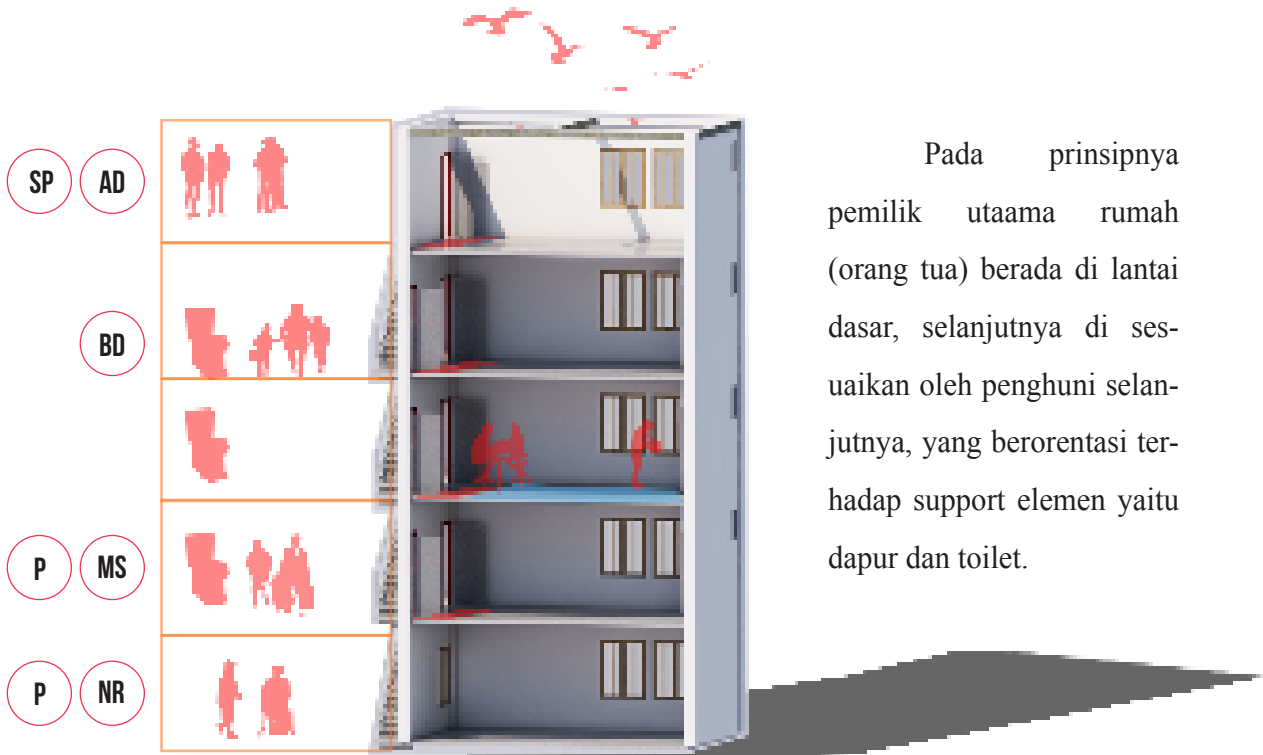 SP AD
BD
P MS
P NR
Pada prinsipnya
pemilik utaama rumah
(orang tua) berada di lantai
dasar, selanjutnya di ses-
uaikan oleh penghuni selan-
jutnya, yang berorentasi ter-
hadap support elemen yaitu
dapur dan toilet.